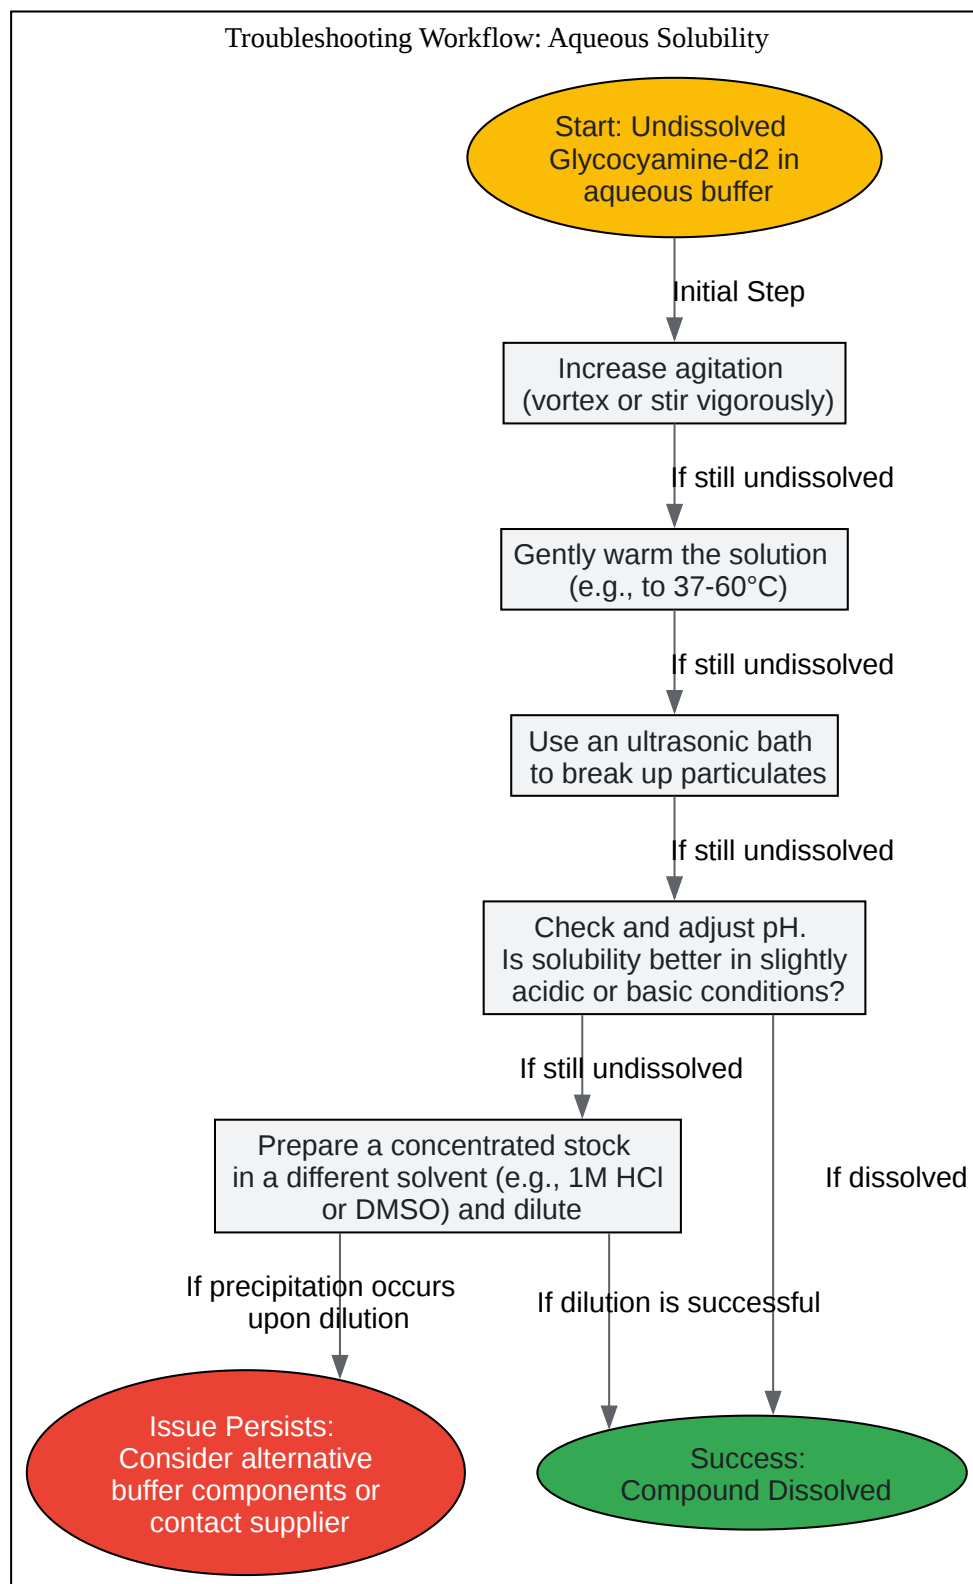 Troubleshooting Workflow: Aqueous Solubility
Start: Undissolved
Glycocyamine-d2 in
aqueous buffer
Initial Step
Increase agitation
(vortex or stir vigorously)
If still undissolved
Gently warm the solution
(e.g., to 37-60°C)
If still undissolved
Use an ultrasonic bath
to break up particulates
If still undissolved
Check and adjust pH.
Is solubility better in slightly
acidic or basic conditions?
If still undissolved
Prepare a concentrated stock
in a different solvent (e.g., 1M HCl
or DMSO) and dilute
If dissolved
If precipitation occurs
upon dilution
If dilution is successful
Issue Persists:
Consider alternative
buffer components or
contact supplier
Success:
Compound Dissolved